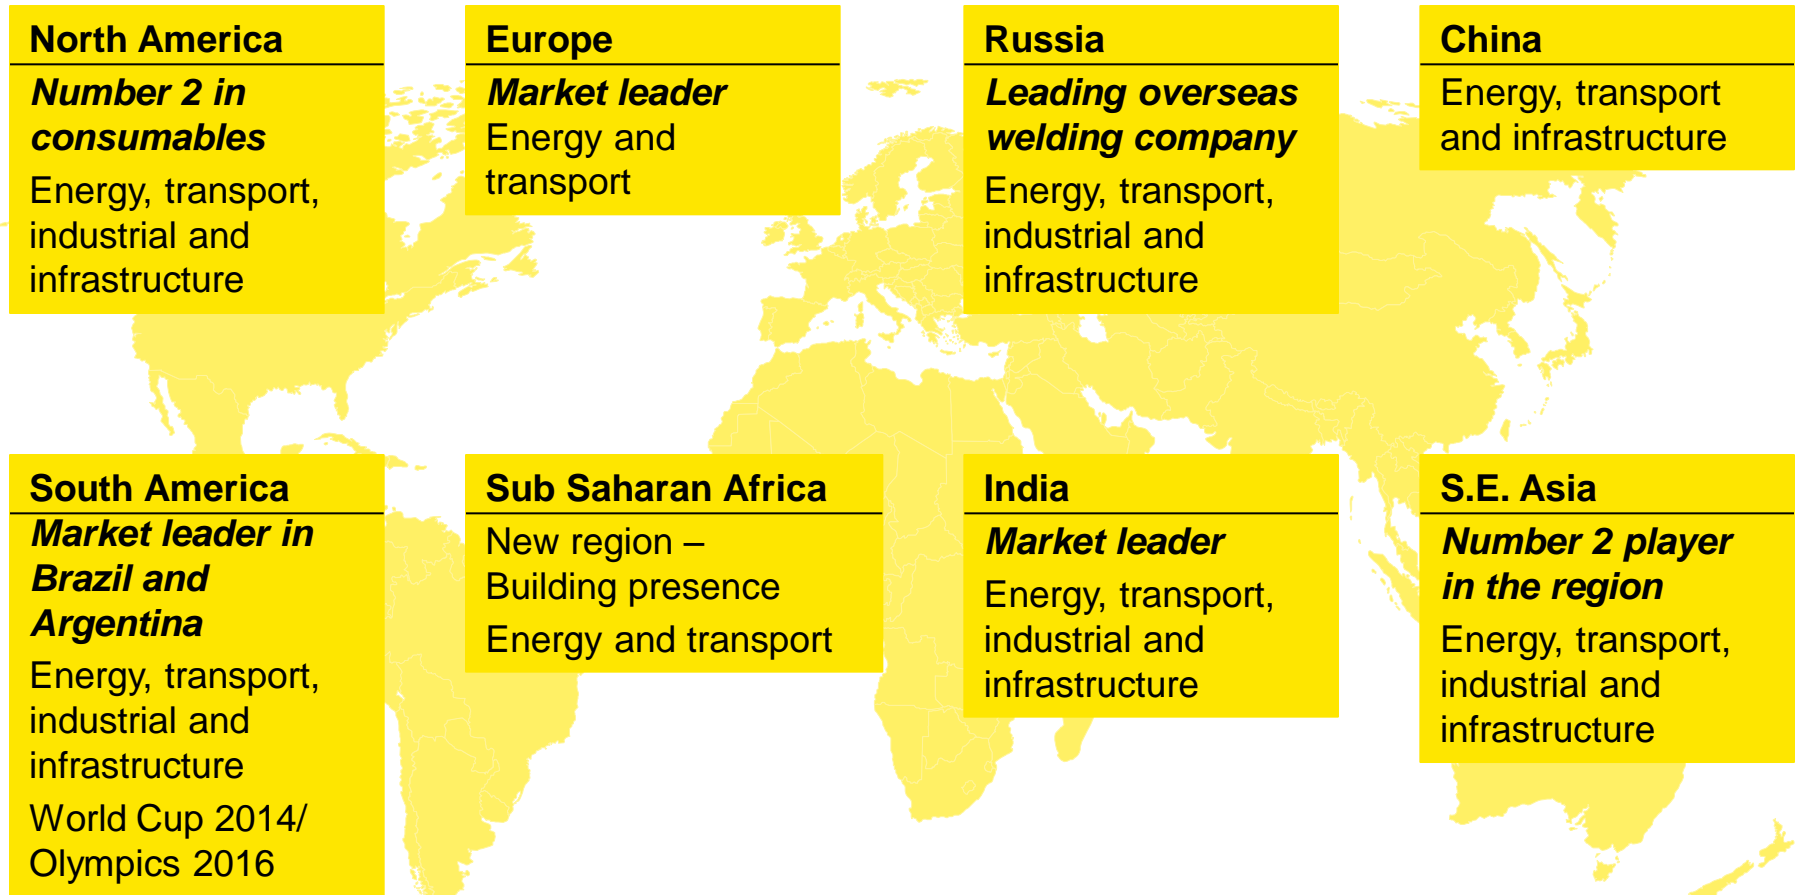 North America
Number 2 in
consumables
Energy, transport,
industrial and
infrastructure
Europe
Market leader
Energy and
transport
Russia
Leading overseas
welding company
Energy, transport,
industrial and
infrastructure
China
Energy, transport
and infrastructure
South America
Market leader in
Brazil and
Argentina
Energy, transport,
industrial and
infrastructure
World Cup 2014/
Olympics 2016
Sub Saharan Africa
New region –
Building presence
Energy and transport
India
Market leader
Energy, transport,
industrial and
infrastructure
S.E. Asia
Number 2 player
in the region
Energy, transport,
industrial and
infrastructure